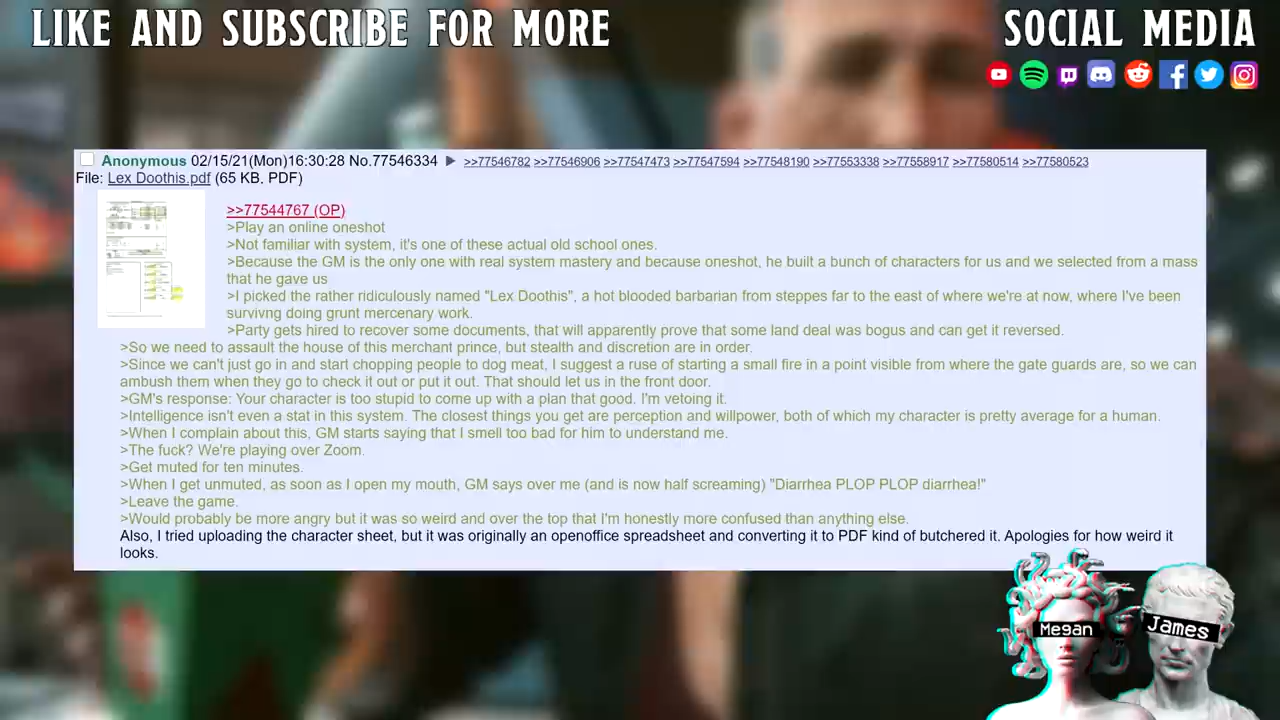 LIKE AND SUBSCRIBE FOR MORE
SOCIAL MEDIA
Anonymous 02/15/21(Mon)16:30:28 No.77546334 ▶ >>77546782 >>77546906 >>77547473 >>77547594 >>77548190 >>77553338 >>77558917 >>77580514 >>77580523
File: Lex Doothis.pdf (65 KB, PDF)
>>77544767 (OP)
>Play an online oneshot
>Not familiar with system, it's one of these actual old school ones.
>Because the GM is the only one with real system mastery and because oneshot, he built a bunch of characters for us and we selected from a mass
that he gave us
>I picked the rather ridiculously named "Lex Doothis", a hot blooded barbarian from steppes far to the east of where we're at now, where I've been
survivng doing grunt mercenary work.
>Party gets hired to recover some documents, that will apparently prove that some land deal was bogus and can get it reversed.
>So we need to assault the house of this merchant prince, but stealth and discretion are in order.
>Since we can't just go in and start chopping people to dog meat, I suggest a ruse of starting a small fire in a point visible from where the gate guards are, so we can
ambush them when they go to check it out or put it out. That should let us in the front door.
>GM's response: Your character is too stupid to come up with a plan that good. I'm vetoing it.
>Intelligence isn't even a stat in this system. The closest things you get are perception and willpower, both of which my character is pretty average for a human.
>When I complain about this, GM starts saying that I smell too bad for him to understand me.
>The fuck? We're playing over Zoom.
>Get muted for ten minutes.
>When I get unmuted, as soon as I open my mouth, GM says over me (and is now half screaming) "Diarrhea PLOP PLOP diarrhea!"
>Leave the game.
>Would probably be more angry but it was so weird and over the top that I'm honestly more confused than anything else.
Also, I tried uploading the character sheet, but it was originally an openoffice spreadsheet and converting it to PDF kind of butchered it. Apologies for how weird it
looks.
Megan
James